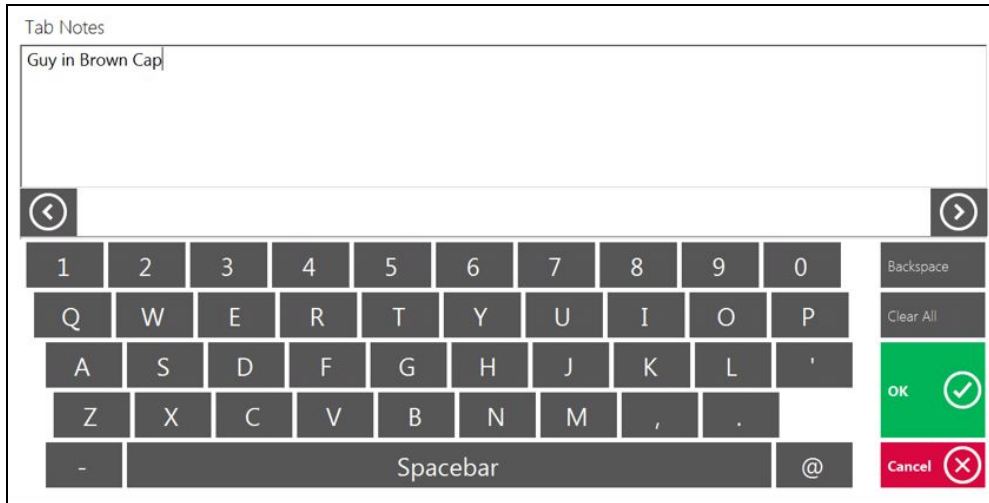 Tab Notes
Guy in Brown Cap
1 2 3 4 5 6 7 8 9 0 Backspace
Q W E R T Y U I O P Clear All
A S D F G H J K L '
OK
Z X C V B N M , .
- Spacebar @ Cancel